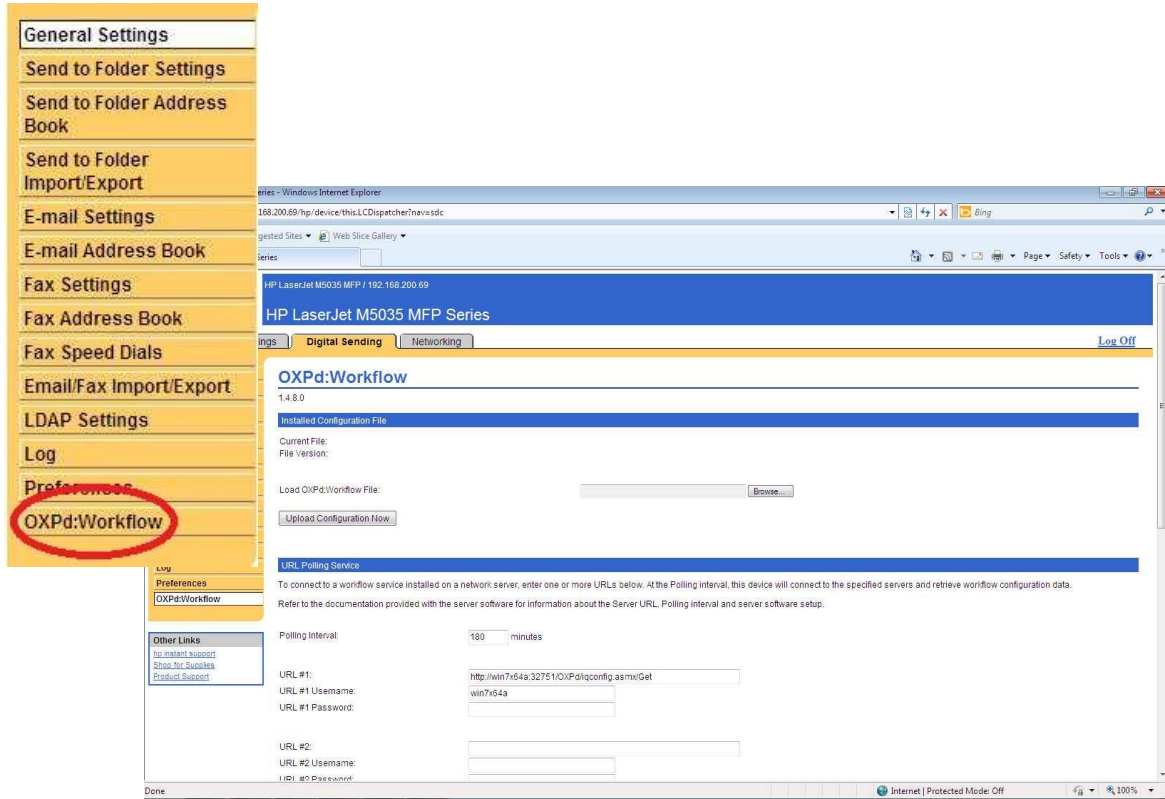 General Settings
Send to Folder Settings
Send to Folder Address
Book
Send to Folder
Import/Export
E-mail Settings
E-mail Address Book
Fax Settings
Fax Address Book
Fax Speed Dials
Email/Fax Import/Export
LDAP Settings
Log
Preferences
OXPd:Workflow
eries - Windows Internet Explorer
168.200.69/hp/device/this.LCDispatcher?nav=sdc
Bing
gested Sites Web Slice Gallery
Series
Page Safety Tools
HP LaserJet M5035 MFP / 192.168.200.69
HP LaserJet M5035 MFP Series
ings Digital Sending Networking Log Off
OXPd:Workflow
1.4.8.0
Installed Configuration File
Current File:
File Version:
Load OXPd:Workflow File: Browse...
Upload Configuration Now
Log
URL Polling Service
Preferences
To connect to a workflow service installed on a network server, enter one or more URLs below. At the Polling interval, this device will connect to the specified servers and retrieve workflow configuration data.
OXPd:Workflow
Refer to the documentation provided with the server software for information about the Server URL, Polling interval and server software setup.
Other Links
hp instant support
Shop for Supplies
Product Support
Polling Interval: 180 minutes
URL #1: http://win7x64a:32751/OXPd/iqconfig.asmx/Get
URL #1 Username: win7x64a
URL #1 Password:
URL #2:
URL #2 Username:
URL #2 Password:
Done Internet | Protected Mode: Off 100%